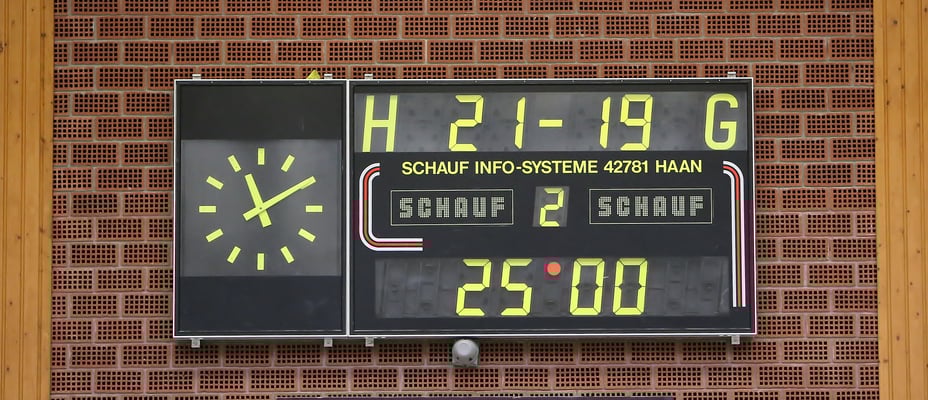 H 21-19 G
SCHAUF INFO-SYSTEME 42781 HAAN
SCHAUF 2 SCHAUF
25:00